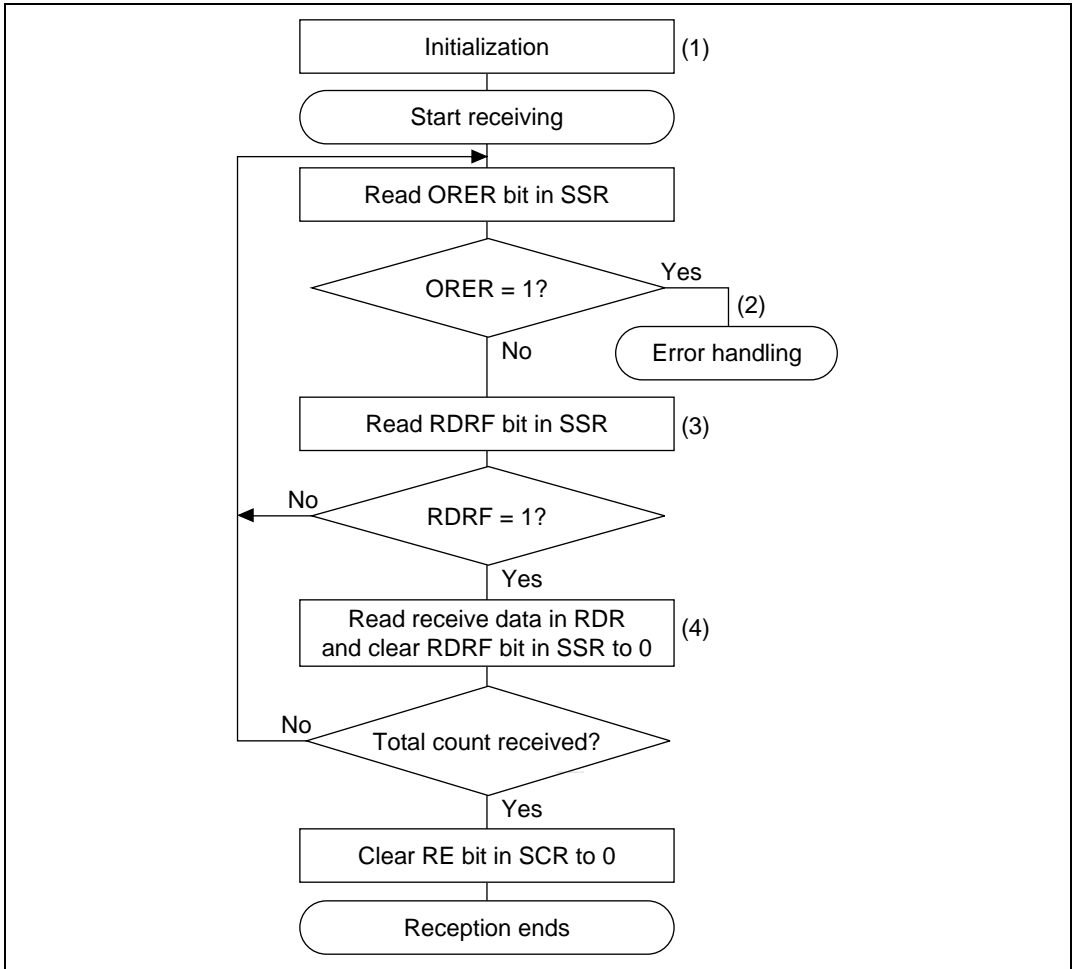 Initialization
(1)
Start receiving
Read ORER bit in SSR
ORER = 1?
Yes
(2)
Error handling
No
Read RDRF bit in SSR
(3)
No
RDRF = 1?
Yes
Read receive data in RDR
and clear RDRF bit in SSR to 0
(4)
No
Total count received?
Yes
Clear RE bit in SCR to 0
Reception ends